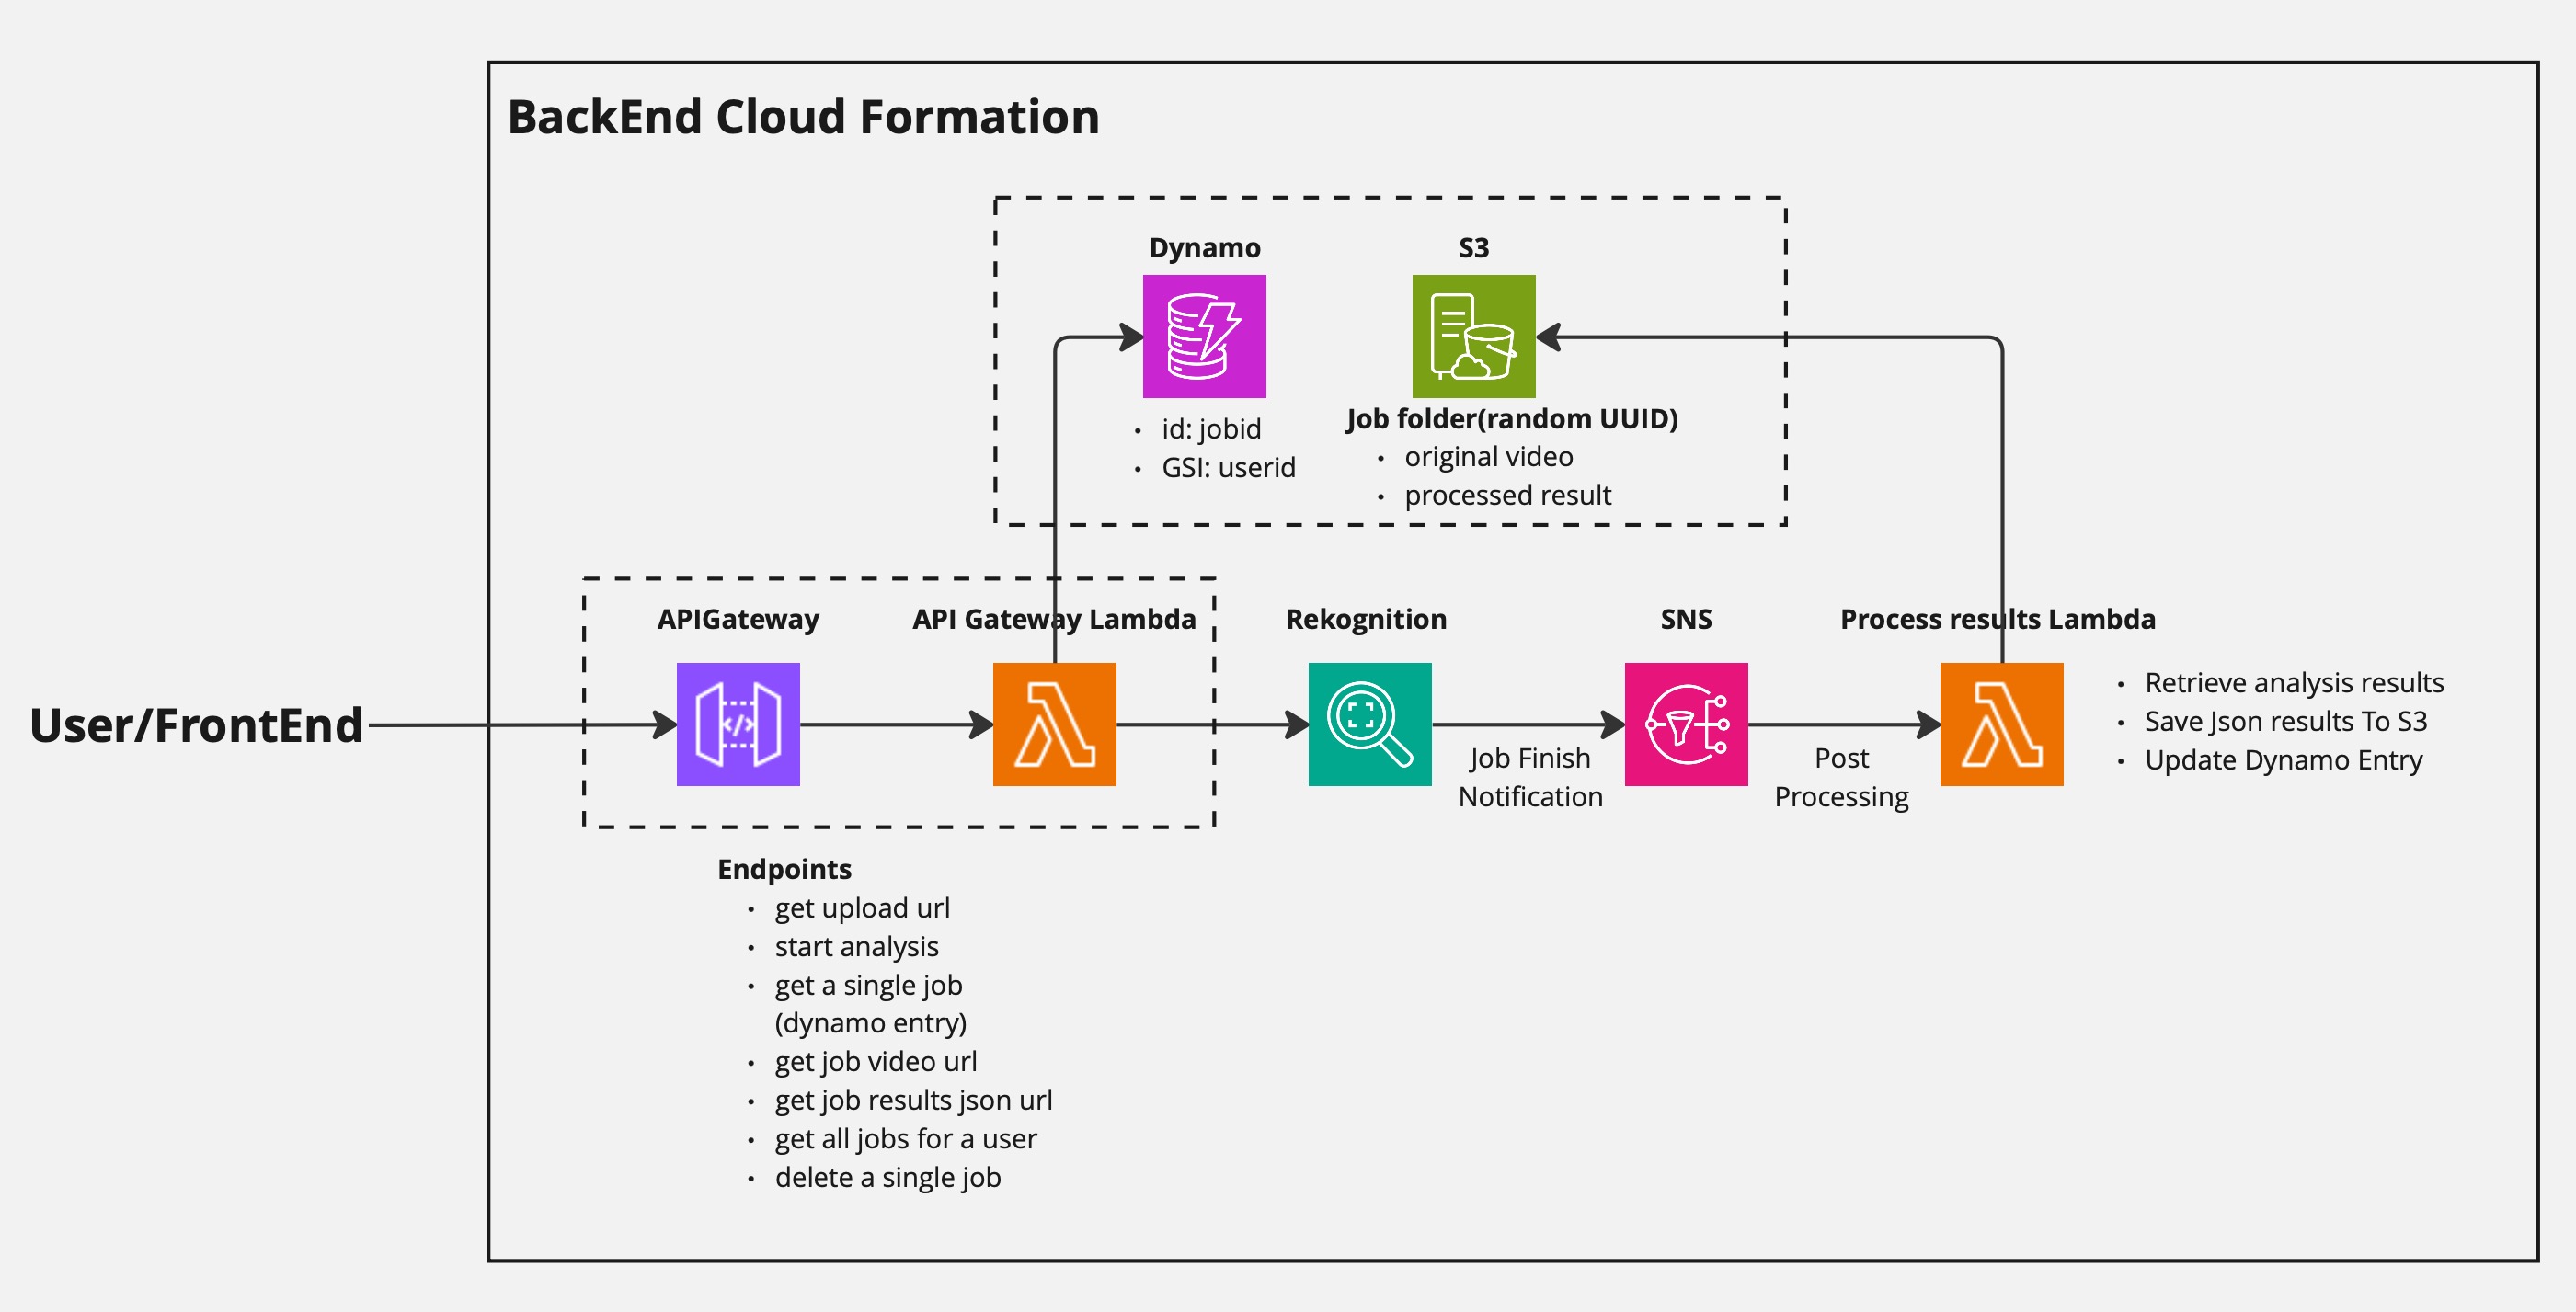 BackEnd Cloud Formation
Dynamo
S3
Job folder(random UUID)
• id: jobid
• GSI: userid
• original video
• processed result
APIGateway
API Gateway Lambda
Rekognition
SNS
Process results Lambda
User/FrontEnd
</>
Job Finish
Notification
Post
Processing
• Retrieve analysis results
• Save Json results To S3
• Update Dynamo Entry
Endpoints
• get upload url
• start analysis
• get a single job
(dynamo entry)
• get job video url
• get job results json url
• get all jobs for a user
• delete a single job